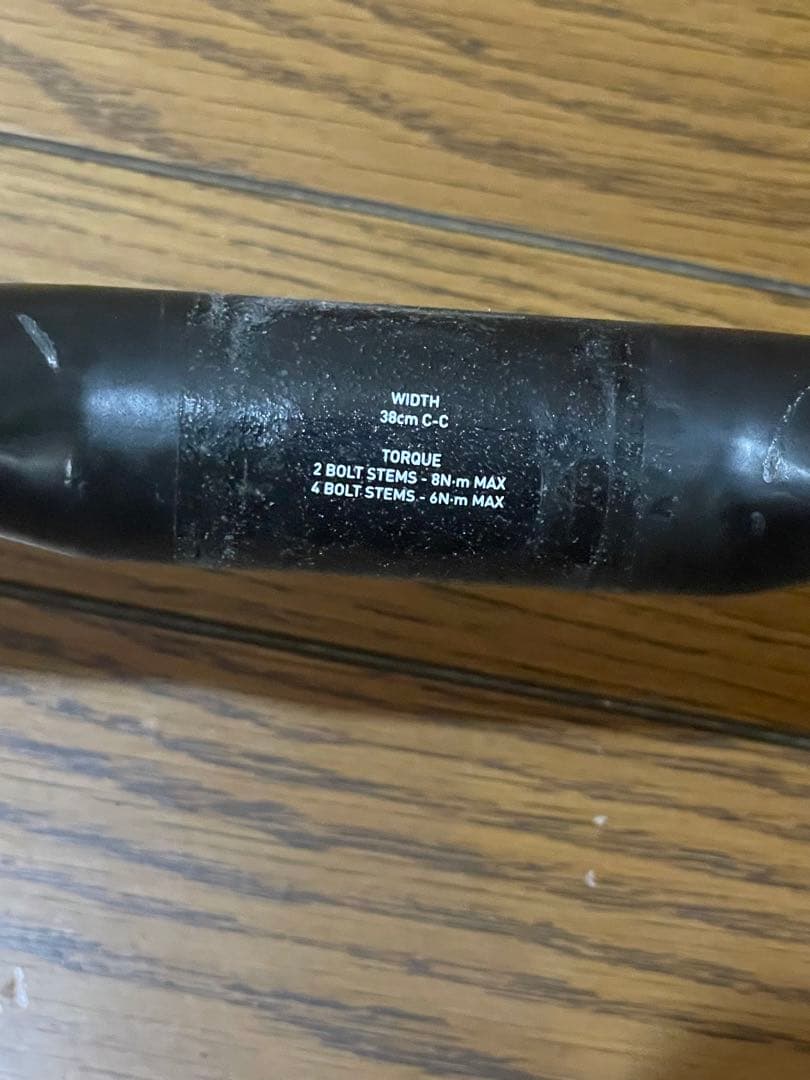 WIDTH
38cm C-C
TORQUE
2 BOLT STEMS - 8N·m MAX
4 BOLT STEMS - 6N·m MAX